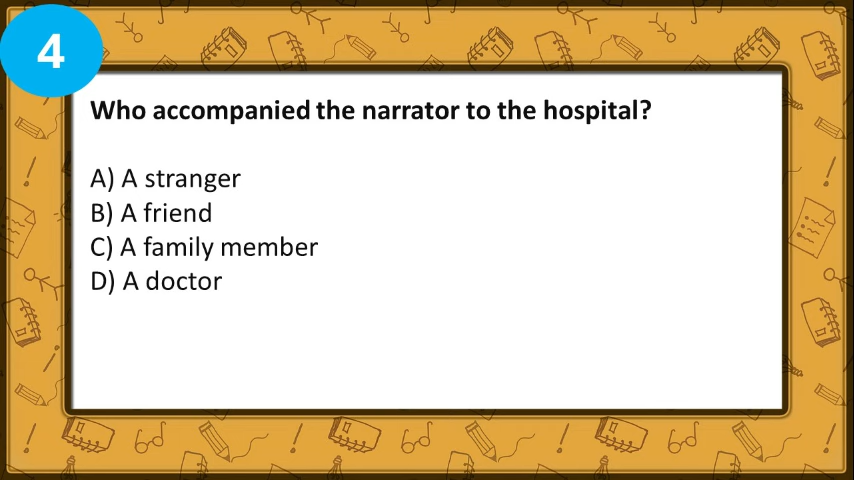 4
Who accompanied the narrator to the hospital?
A) A stranger
B) A friend
C) A family member
D) A doctor